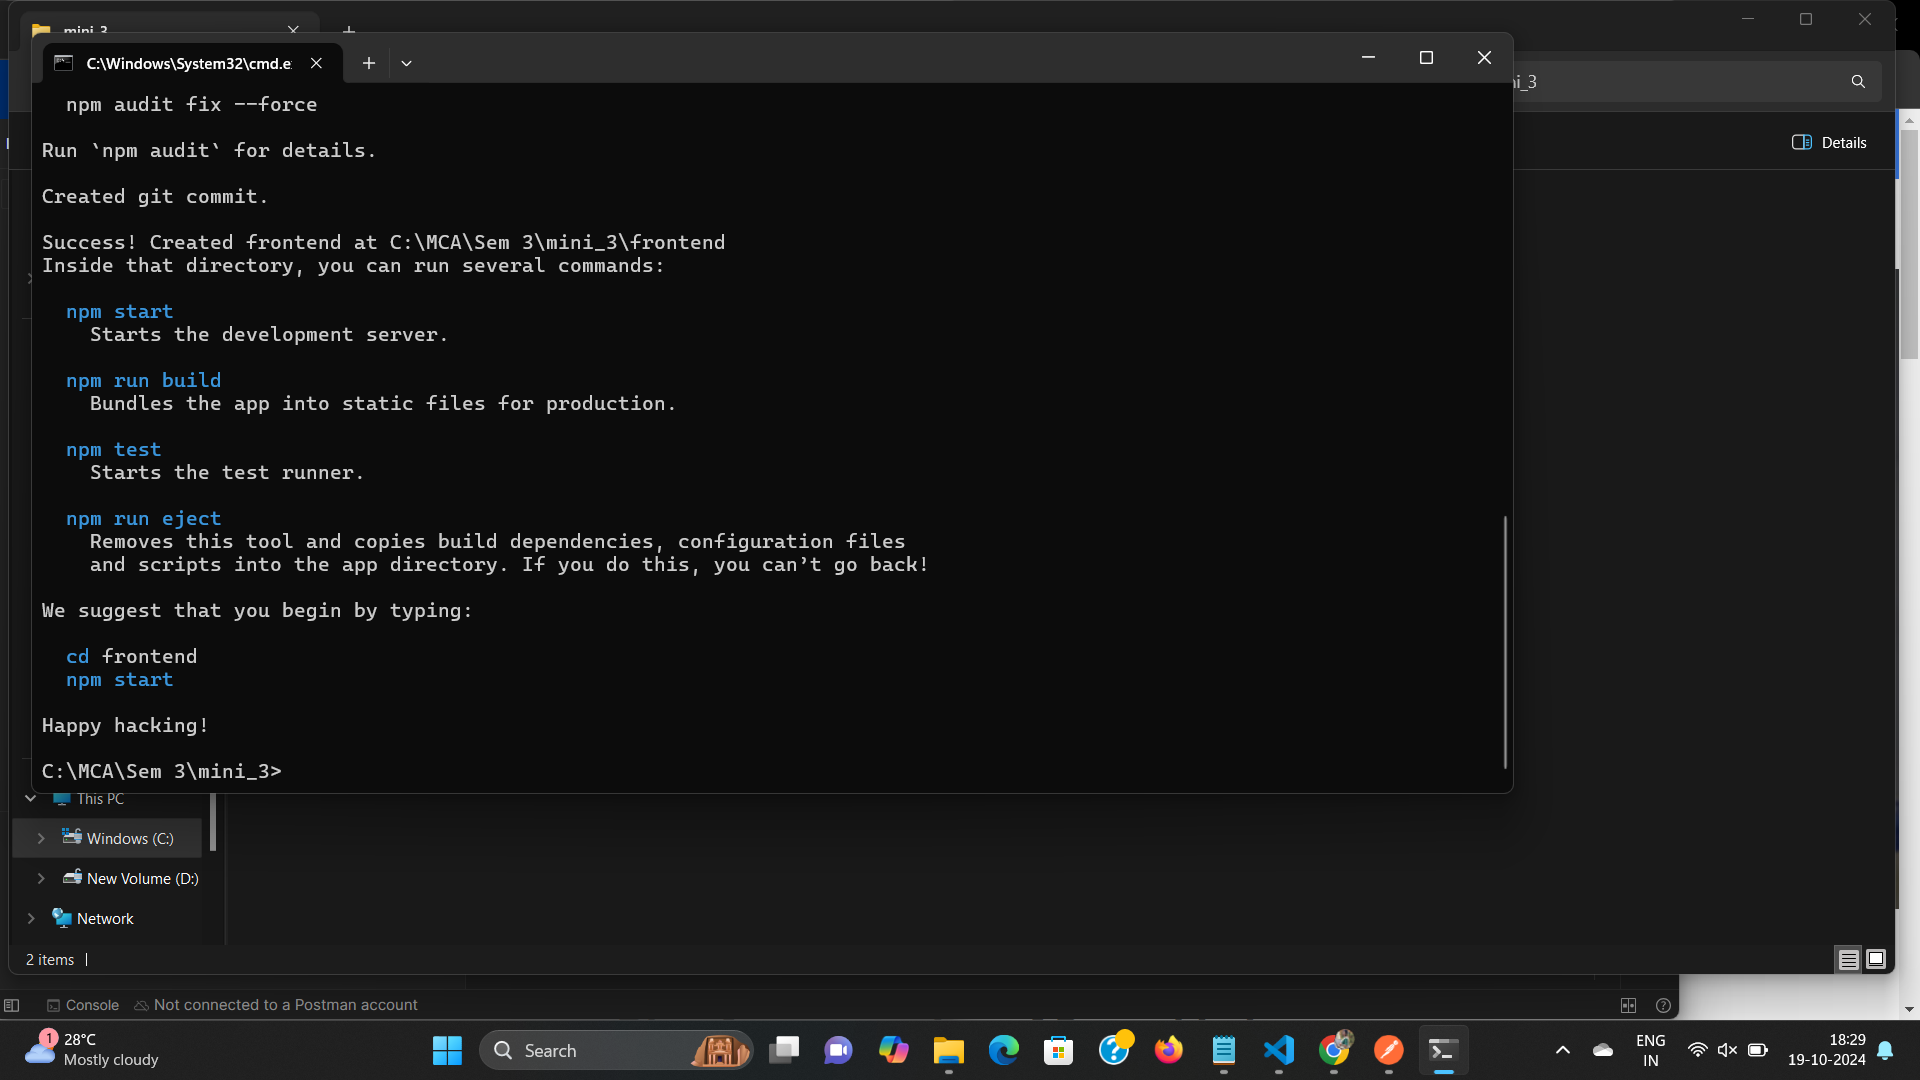 mini_3
C:\Windows\System32\cmd.e
ni_3
Details
npm audit fix --force
Run `npm audit` for details.
Created git commit.
Success! Created frontend at C:\MCA\Sem 3\mini_3\frontend
Inside that directory, you can run several commands:
npm start
Starts the development server.
npm run build
Bundles the app into static files for production.
npm test
Starts the test runner.
npm run eject
Removes this tool and copies build dependencies, configuration files
and scripts into the app directory. If you do this, you can’t go back!
We suggest that you begin by typing:
cd frontend
npm start
Happy hacking!
C:\MCA\Sem 3\mini_3>
This PC
Windows (C:)
New Volume (D:)
Network
2 items
Console Not connected to a Postman account
1
28°C
Mostly cloudy
Search
ENG
IN
18:29
19-10-2024